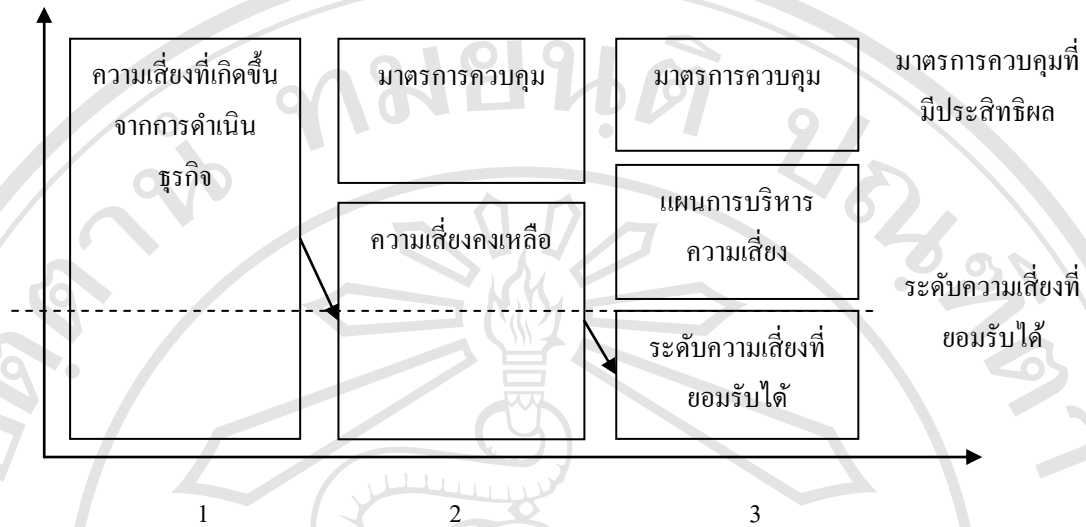 ความเสี่ยงที่เกิดขึ้น
จากการดำเนิน
ธุรกิจ
มาตรการควบคุม
ความเสี่ยงคงเหลือ
มาตรการควบคุม
แผนการบริหาร
ความเสี่ยง
ระดับความเสี่ยงที่
ยอมรับได้
มาตรการควบคุมที่
มีประสิทธิผล
ระดับความเสี่ยงที่
ยอมรับได้
1
2
3